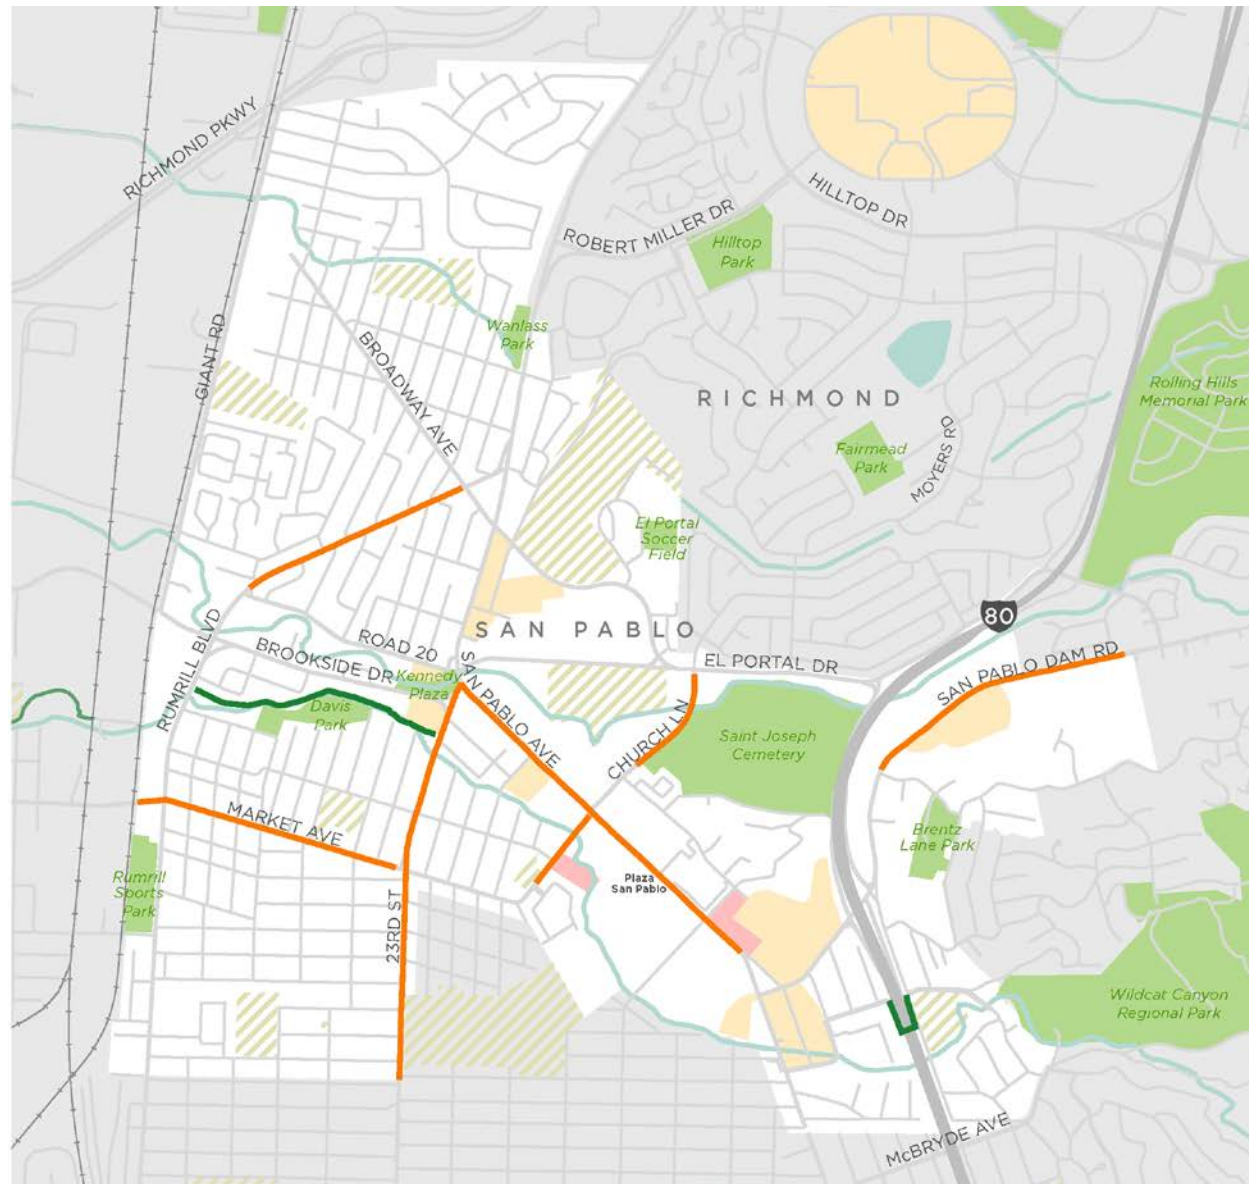 RICHMOND PKWY
HILLTOP DR
ROBERT MILLER DR
Hilltop
Park
Wanlass
Park
GIANT RD
BROADWAY AVE
RICHMOND
Rolling Hills
Memorial Park
Fairmead
Park
MOYERS RD
El Portal
Soccer
Field
80
SAN PABLO
RUMRILL BLVD
ROAD 20
BROOKSIDE DR
Kennedy
Plaza
EL PORTAL DR
SAN PABLO DAM RD
Davis
Park
SAN PABLO AVE
CHURCH LN
Saint Joseph
Cemetery
MARKET AVE
Brentz
Lane Park
Rumrill
Sports
Park
Plaza
San Pablo
23RD ST
Wildcat Canyon
Regional Park
McBRYDE AVE